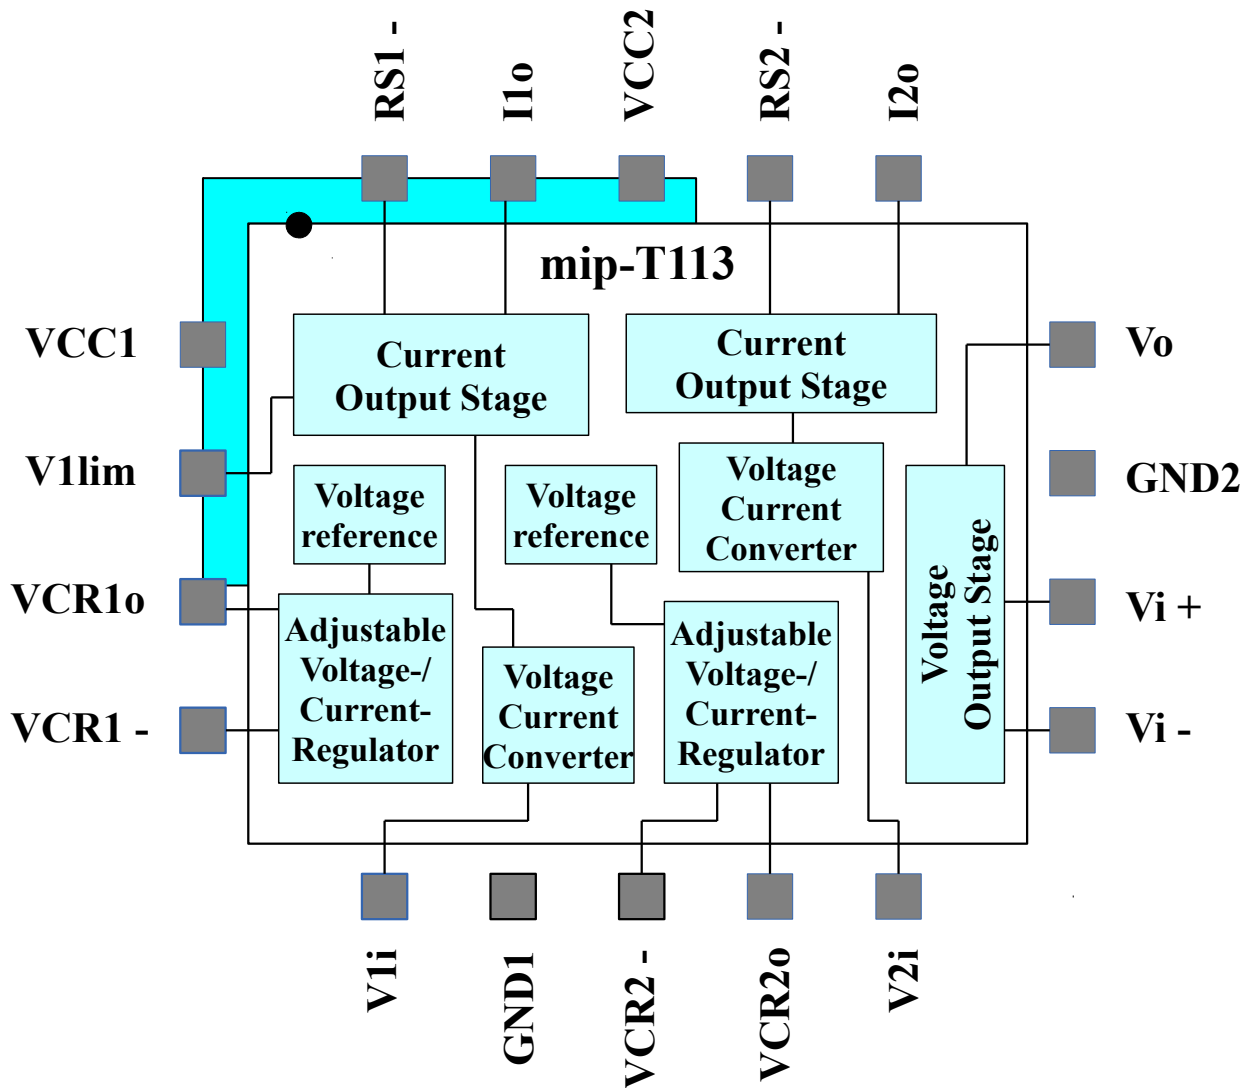 RS1 -
I1o
VCC2
RS2 -
I2o
mip-T113
VCC1
V1lim
VCR1o
VCR1 -
Current
Output Stage
Current
Output Stage
Voltage
reference
Voltage
reference
Voltage
Current
Converter
Adjustable
Voltage-/
Current-
Regulator
Voltage
Current
Converter
Adjustable
Voltage-/
Current-
Regulator
Voltage
Output Stage
Vo
GND2
Vi +
Vi -
V1i
GND1
VCR2 -
VCR2o
V2i